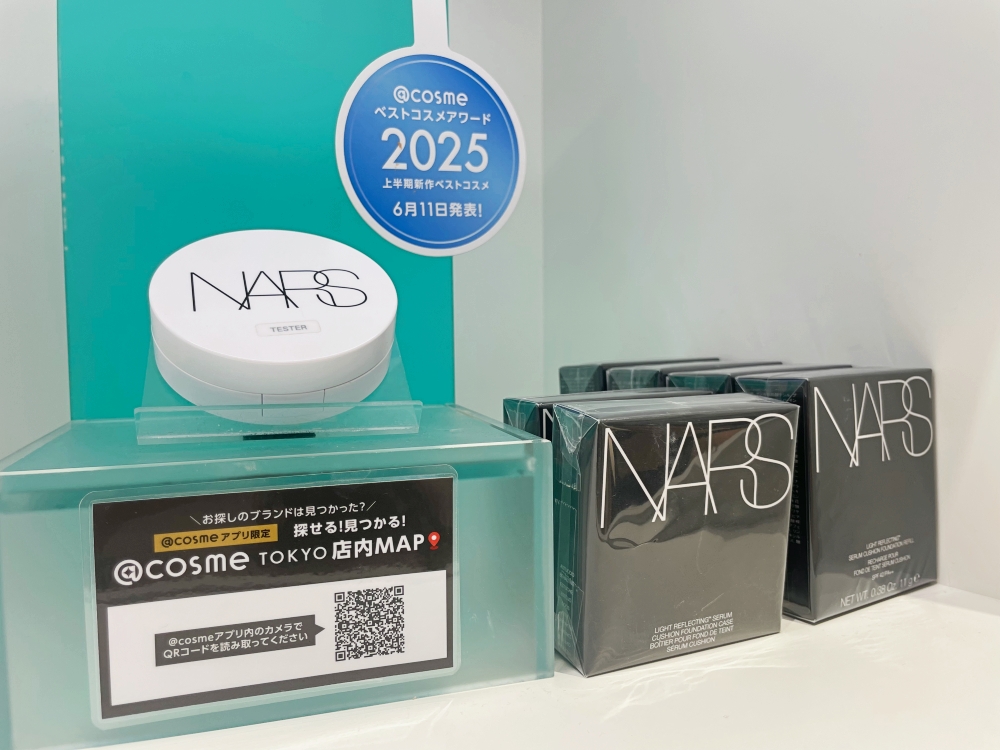 @cosme
ベストコスメアワード
2025
上半期新作ベストコスメ
6月11日発表!
NARS
TESTER
＼お探しのブランドは見つかった?／
@cosmeアプリ限定
探せる!見つかる!
@cosme TOKYO 店内MAP
@cosmeアプリ内のカメラで
QRコードを読み取ってください
NARS
LIGHT REFLECTING™ SERUM
CUSHION FOUNDATION CASE
BOÎTIER POUR FOND DE TEINT
SERUM CUSHION
NARS
LIGHT REFLECTING™
SERUM CUSHION FOUNDATION REFILL
RECHARGE POUR
FOND DE TEINT SERUM CUSHION
NET WT. 0.38 Oz.